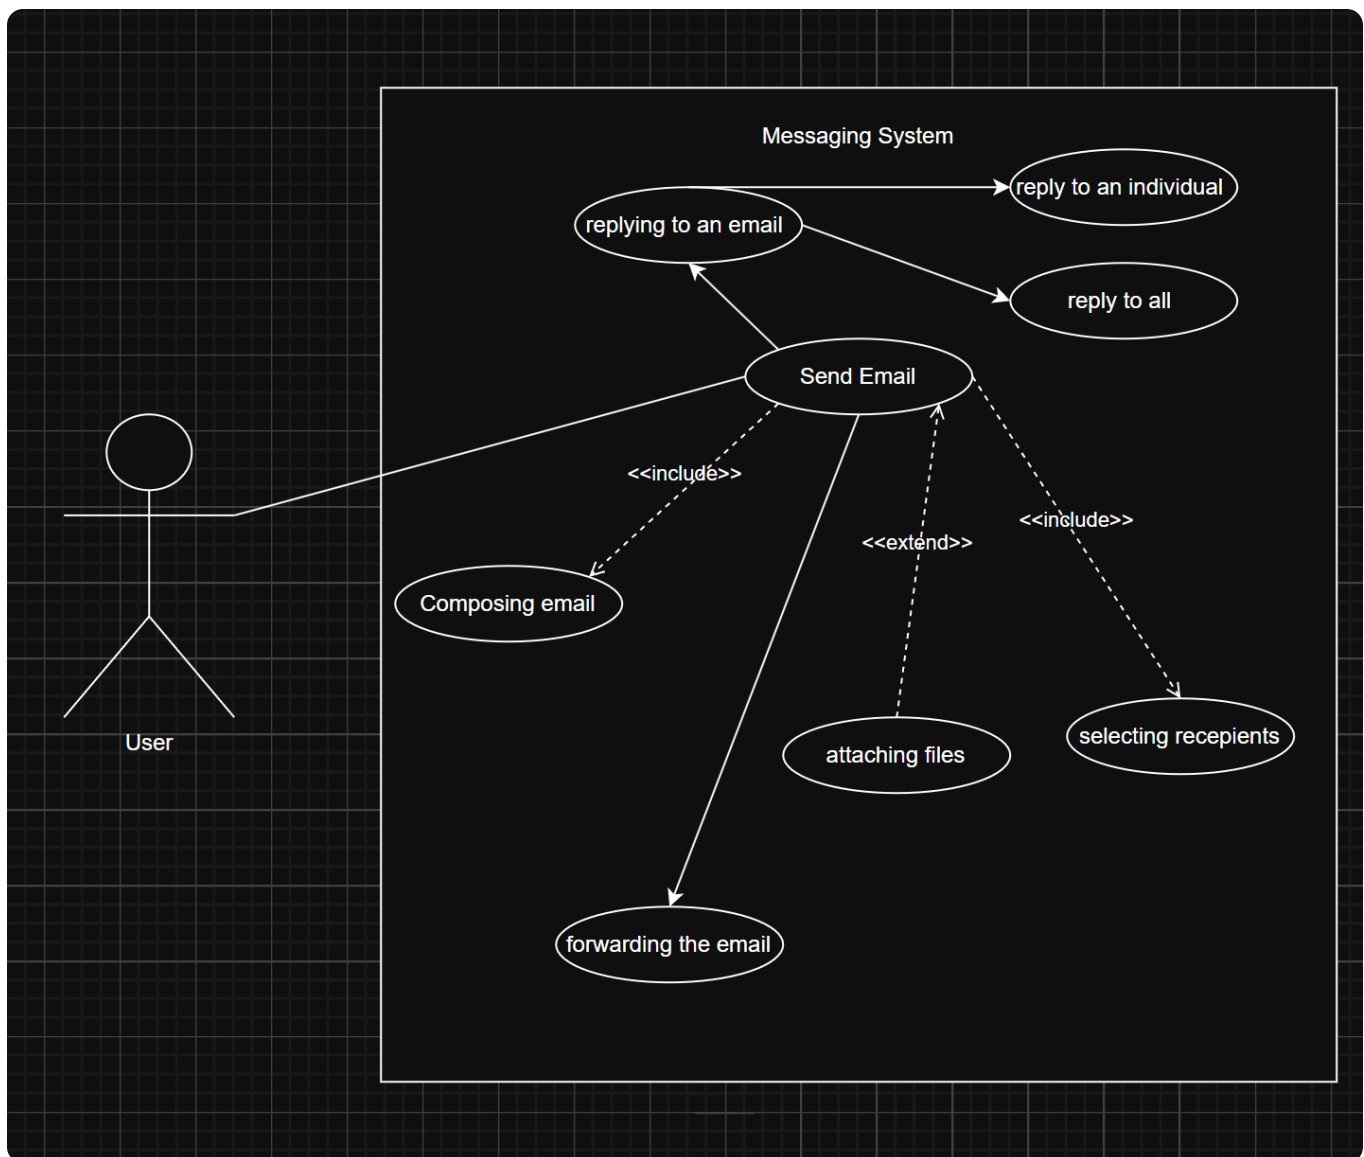 Messaging System
reply to an individual
replying to an email
reply to all
Send Email
<<include>>
<<include>>
<<extend>>
Composing email
selecting recepients
User
attaching files
forwarding the email